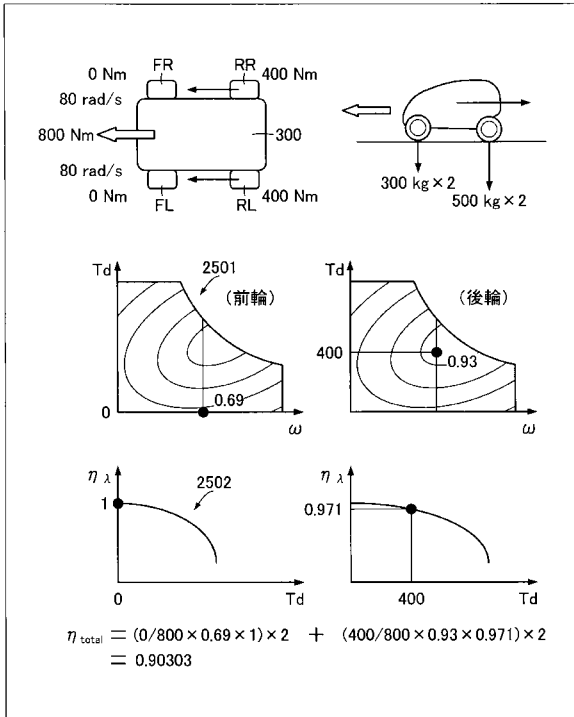 FR
RR
0 Nm
400 Nm
80 rad/s
800 Nm
300
80 rad/s
0 Nm
400 Nm
FL
RL
300 kg×2
500 kg×2
Td
2501
(前輪)
0.69
0
ω
Td
(後輪)
400
0.93
ω
ηλ
2502
1
0
Td
ηλ
0.971
400
Td
η total = (0/800×0.69×1)×2 + (400/800×0.93×0.971)×2
= 0.90303